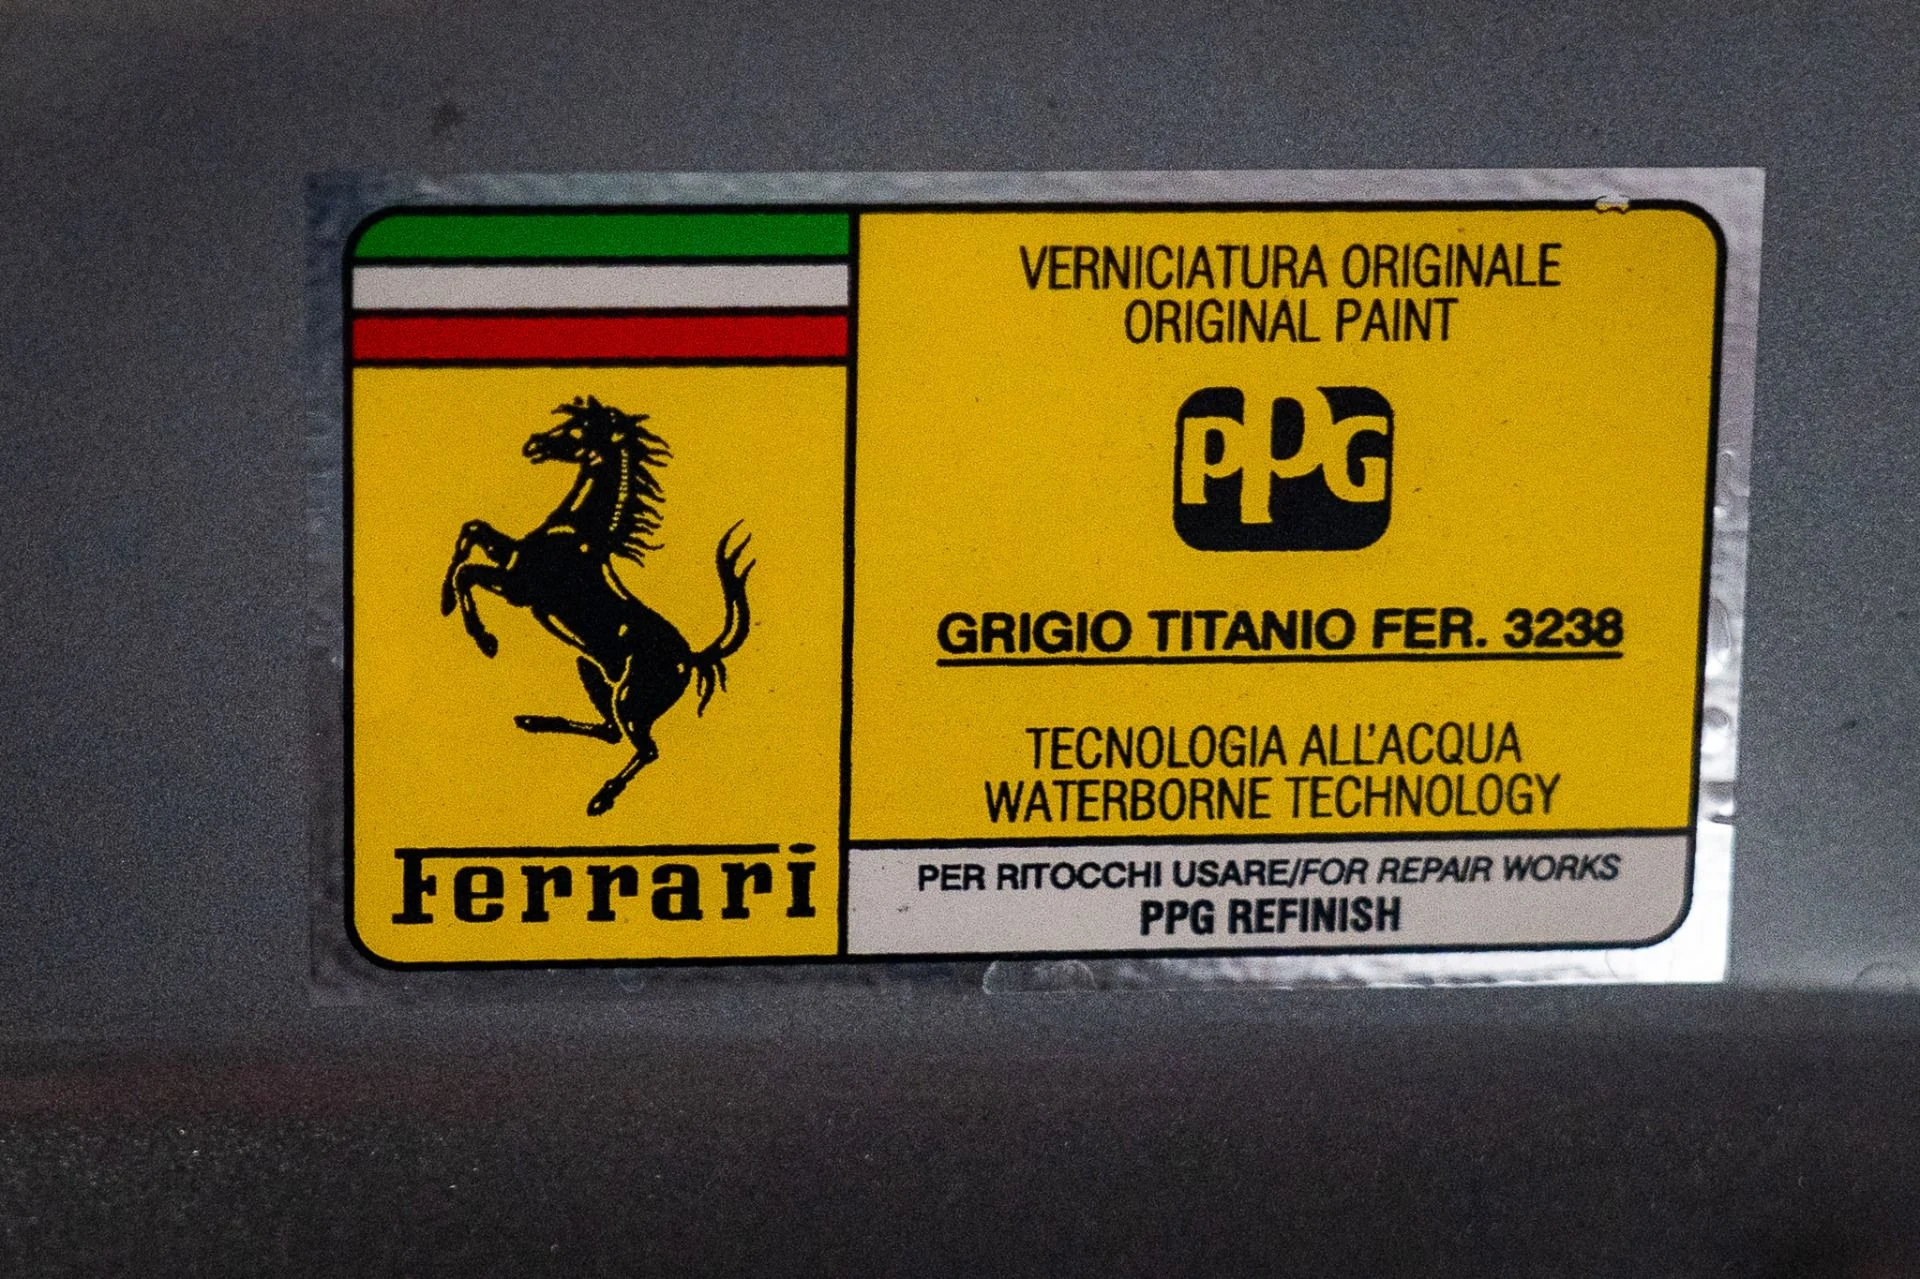 Ferrari
VERNICIATURA ORIGINALE
ORIGINAL PAINT
PPG
GRIGIO TITANIO FER. 3238
TECNOLOGIA ALL'ACQUA
WATERBORNE TECHNOLOGY
PER RITOCCHI USARE/FOR REPAIR WORKS
PPG REFINISH